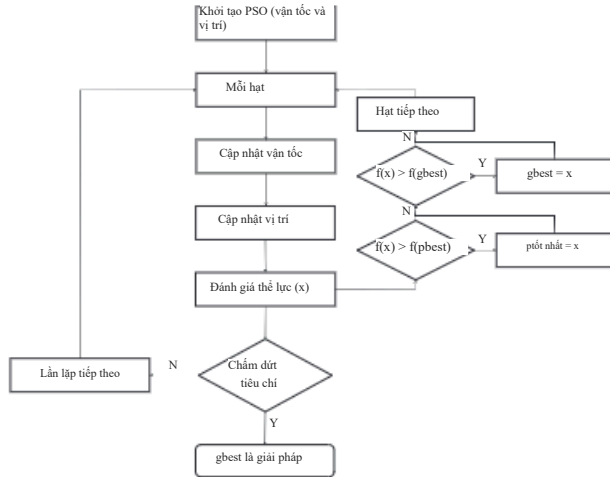 Khởi tạo PSO (vận tốc và
vị trí)
Mỗi hạt
Hạt tiếp theo
N
Cập nhật vận tốc
f(x) > f(gbest)
Y
gbest = x
N
Cập nhật vị trí
f(x) > f(pbest)
Y
ptốt nhất = x
Đánh giá thể lực (x)
Lần lặp tiếp theo
N
Chấm dứt
tiêu chí
Y
gbest là giải pháp